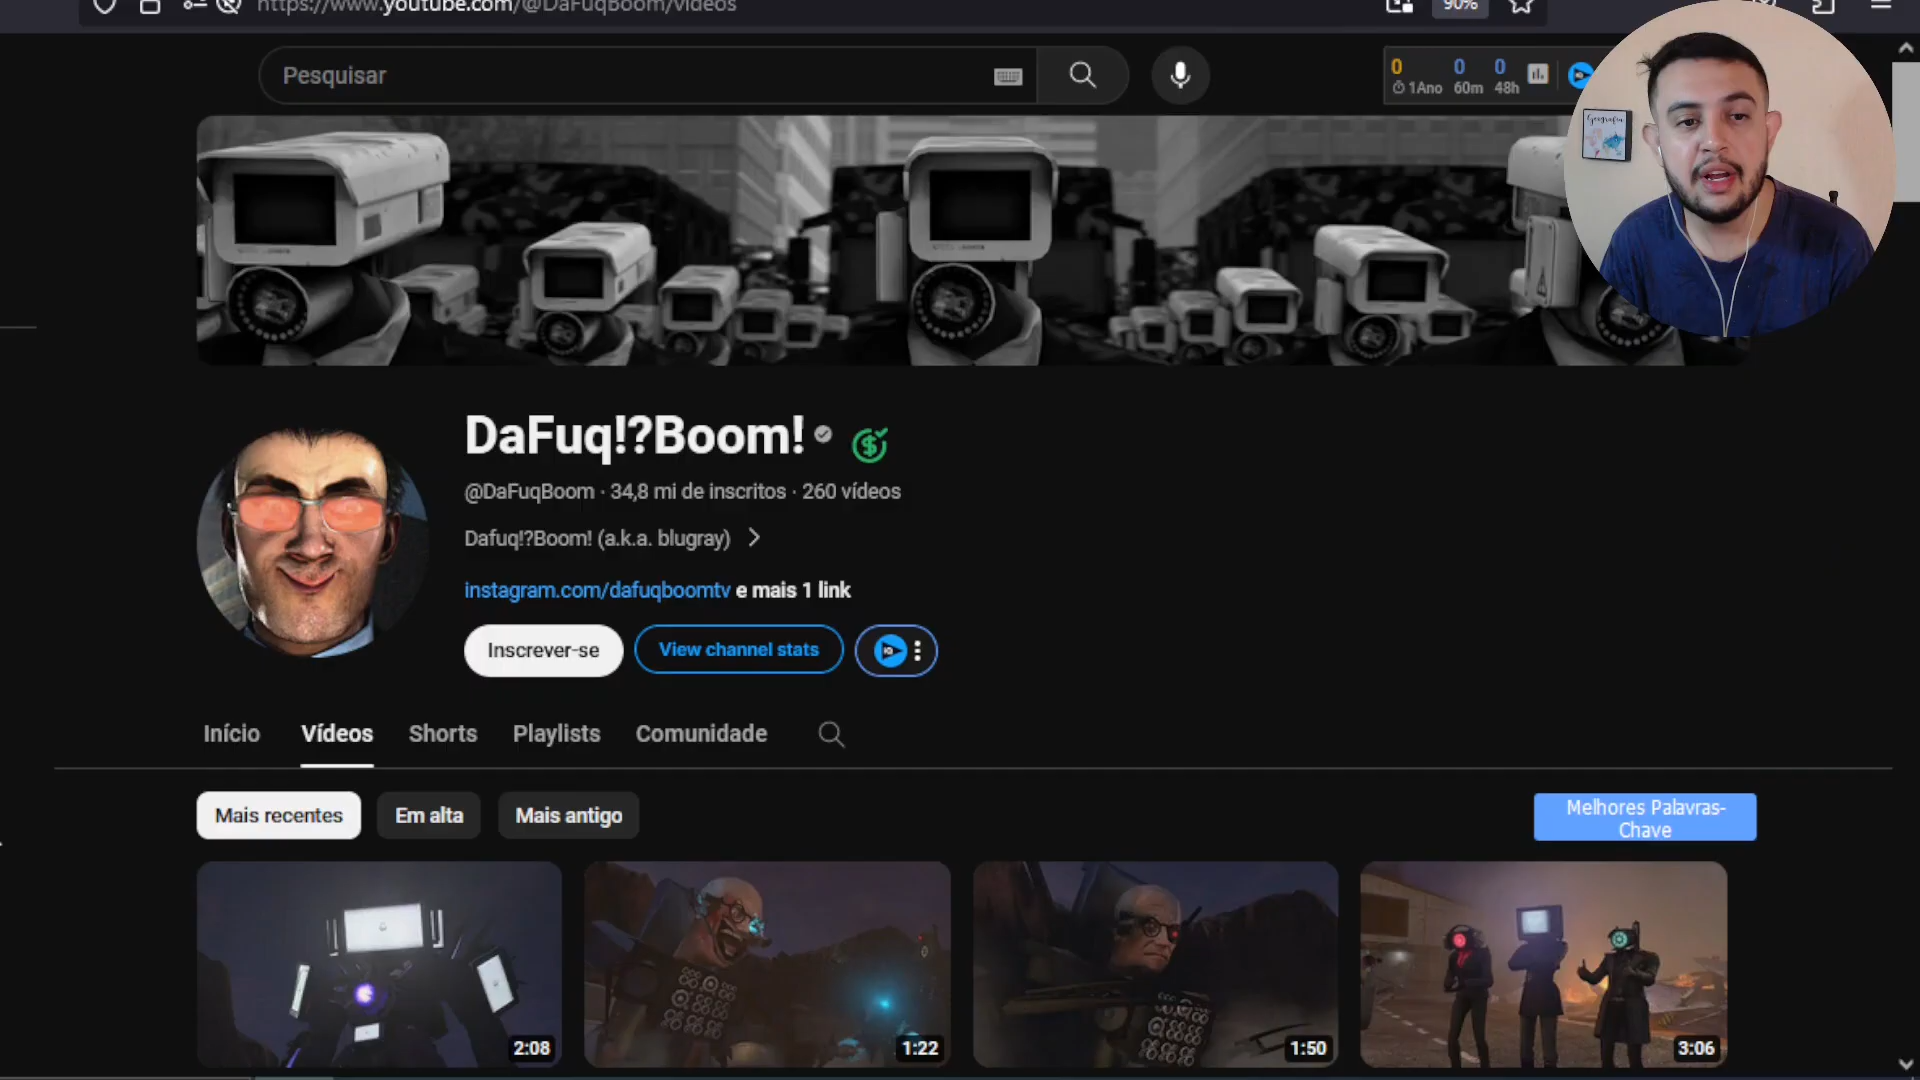 https://www.youtube.com/@DaFuqBoom/videos
90%
Pesquisar
0 0 0
1Ano 60m 48h
Geografia
DaFuq!?Boom!
@DaFuqBoom · 34,8 mi de inscritos · 260 vídeos
Dafuq!?Boom! (a.k.a. blugray)
instagram.com/dafuqboomtv e mais 1 link
Inscrever-se
View channel stats
Início
Vídeos
Shorts
Playlists
Comunidade
Mais recentes
Em alta
Mais antigo
Melhores Palavras-
Chave
2:08
1:22
1:50
3:06